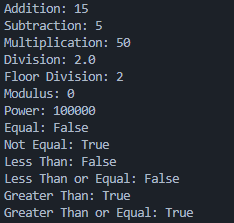 Addition: 15
Subtraction: 5
Multiplication: 50
Division: 2.0
Floor Division: 2
Modulus: 0
Power: 100000
Equal: False
Not Equal: True
Less Than: False
Less Than or Equal: False
Greater Than: True
Greater Than or Equal: True